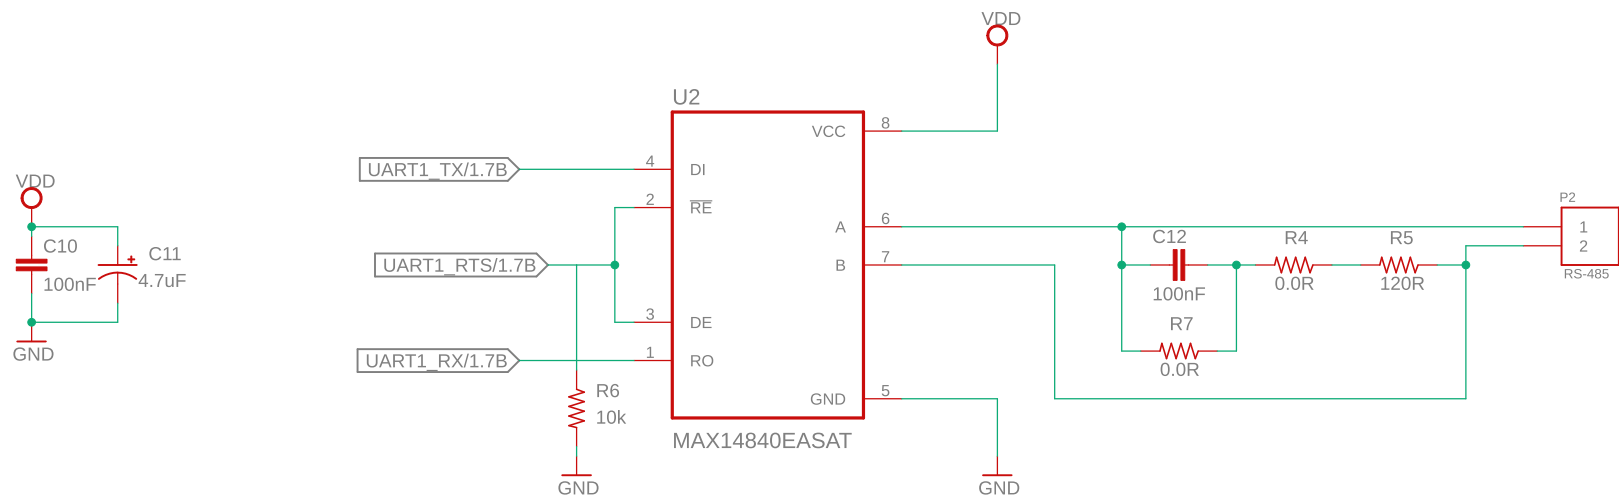 VDD
C10
100nF
C11
4.7uF
GND
UART1_TX/1.7B
UART1_RTS/1.7B
UART1_RX/1.7B
R6
10k
GND
U2
4 DI
2 RE
3 DE
1 RO
VCC 8
A 6
B 7
GND 5
MAX14840EASAT
VDD
GND
C12
100nF
R4
0.0R
R5
120R
R7
0.0R
P2
1
2
RS-485